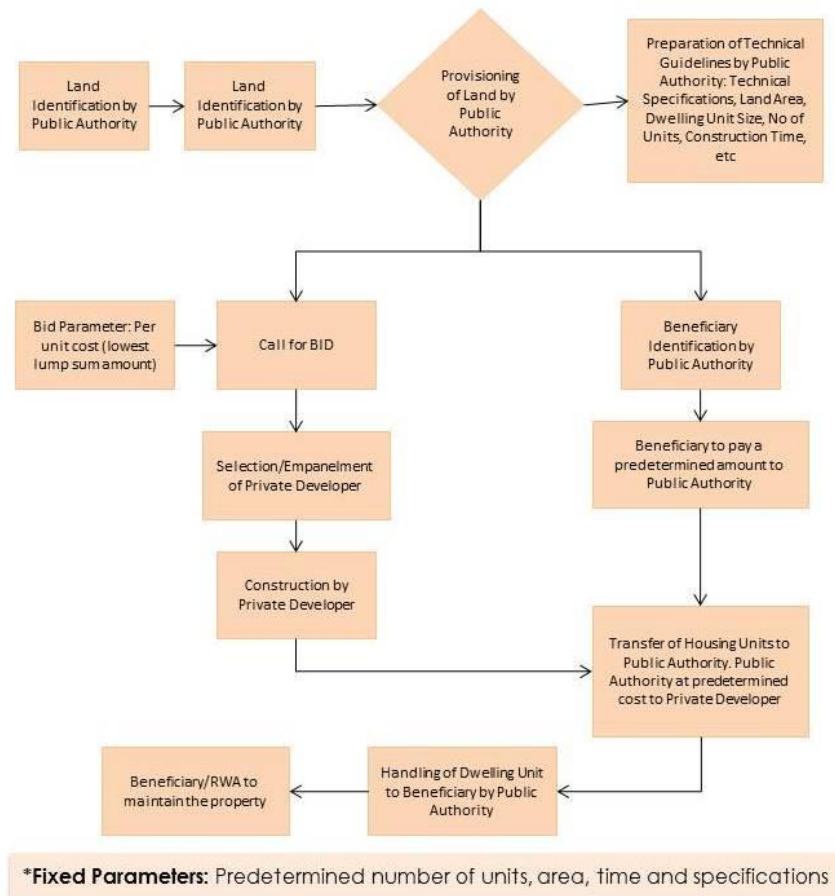 Land
Identification by
Public Authority
Land
Identification by
Public Authority
Provisioning
of Land by
Public
Authority
Preparation of Technical
Guidelines by Public
Authority: Technical
Specifications, Land Area,
Dwelling Unit Size, No of
Units, Construction Time,
etc
Bid Parameter: Per
unit cost (lowest
lump sum amount)
Call for BID
Beneficiary
Identification by
Public Authority
Selection/Empanelment
of Private Developer
Beneficiary to pay a
predetermined amount to
Public Authority
Construction by
Private Developer
Transfer of Housing Units to
Public Authority. Public
Authority at predetermined
cost to Private Developer
Beneficiary/RWA to
maintain the property
Handling of Dwelling Unit
to Beneficiary by Public
Authority
*Fixed Parameters: Predetermined number of units, area, time and specifications